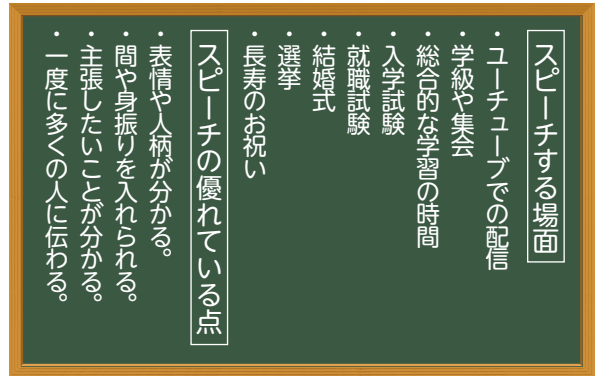 スピーチする場面
・ユーチューブでの配信
・学級や集会
・総合的な学習の時間
・入学試験
・就職試験
・結婚式
・選挙
・長寿のお祝い
スピーチの優れている点
・表情や人柄が分かる。
・間や身振りを入れられる。
・主張したいことが分かる。
・一度に多くの人に伝わる。